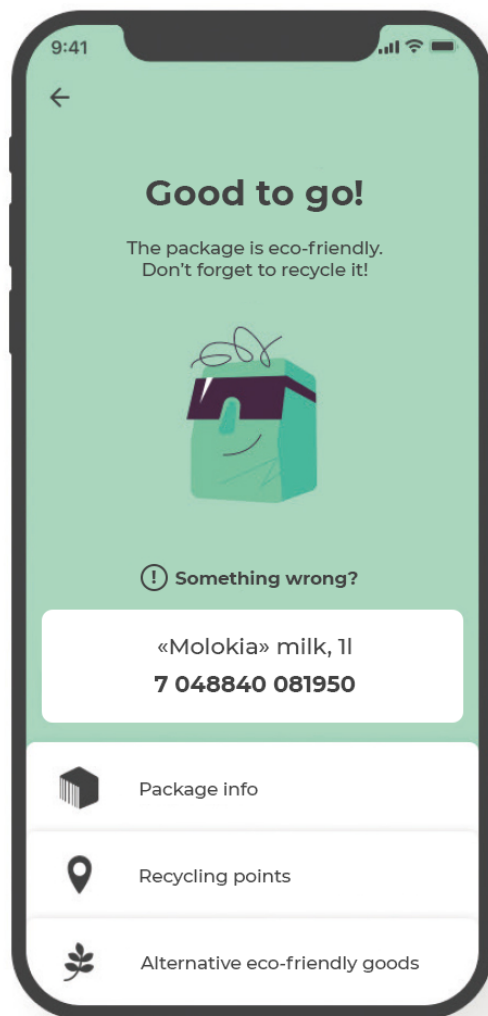 9:41
Good to go!
The package is eco-friendly.
Don't forget to recycle it!
! Something wrong?
«Molokia» milk, 1l
7 048840 081950
Package info
Recycling points
Alternative eco-friendly goods